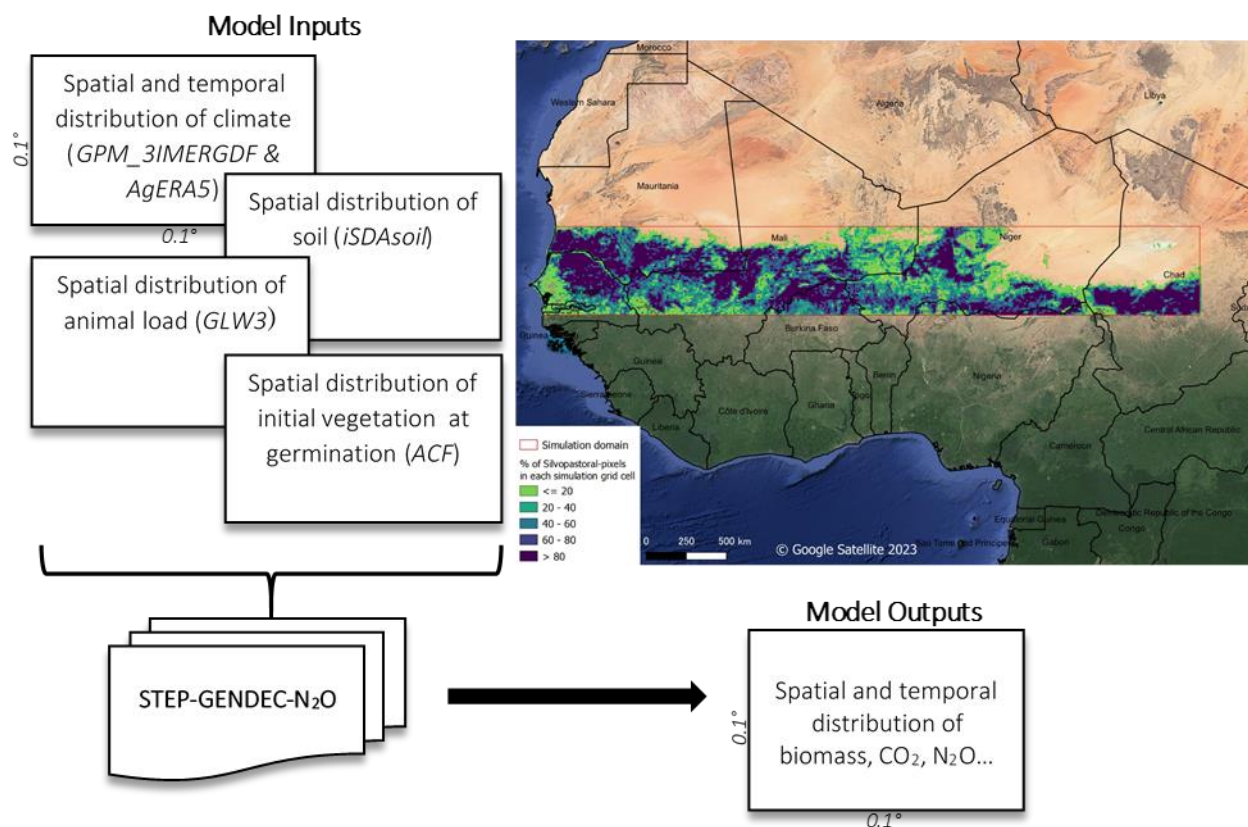 Model Inputs
Spatial and temporal
distribution of climate
(GPM_3IMERGDF &
AgERA5)
0.1°
0.1°
Spatial distribution of
soil (iSDAsoil)
Spatial distribution of
animal load (GLW3)
Spatial distribution of
initial vegetation at
germination (ACF)
STEP-GENDEC-N₂O
Morocco
Western Sahara
Algeria
Libya
Mauritania
Mali
Niger
Chad
Burkina Faso
Guinea
Benin
Nigeria
Sierra Leone
Côte d'Ivoire
Ghana
Togo
Liberia
Cameroon
Central African Republic
Equatorial Guinea
Democratic Republic of the Congo
Congo
São Tomé and Príncipe
Gabon
Simulation domain
% of Silvopastoral-pixels
in each simulation grid cell
<= 20
20 - 40
40 - 60
60 - 80
> 80
0 250 500 km
© Google Satellite 2023
Model Outputs
Spatial and temporal
distribution of
biomass, CO₂, N₂O...
0.1°
0.1°